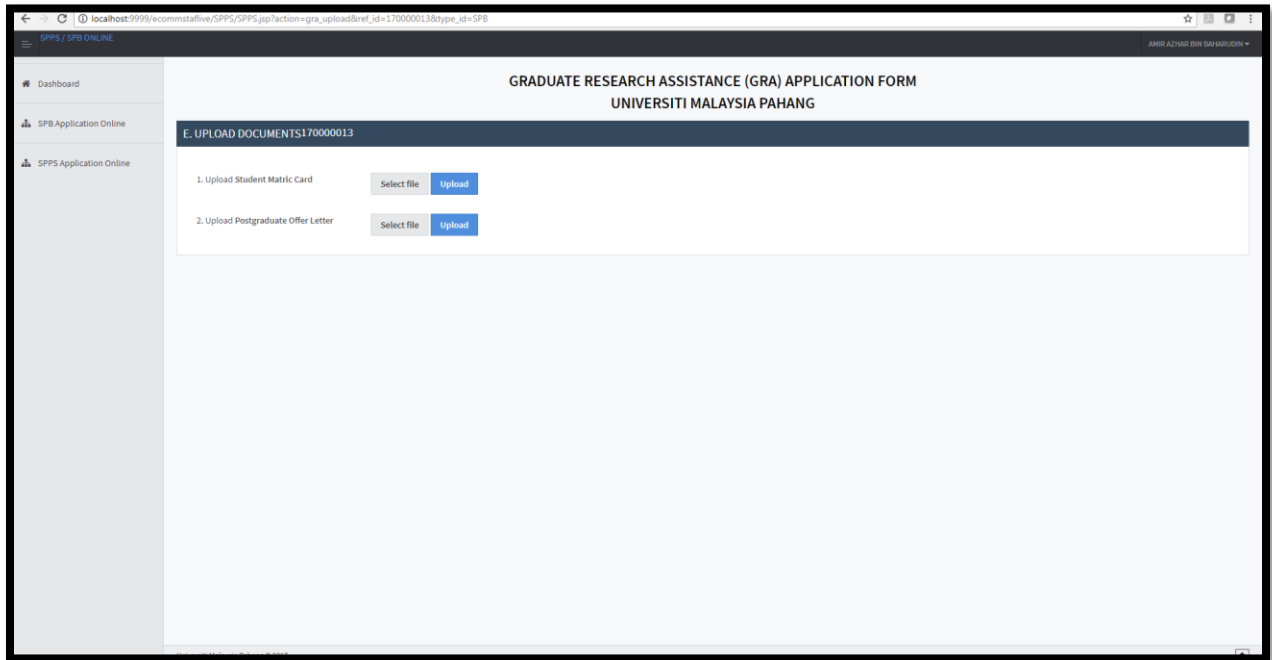 localhost:9999/ecommstaflive/SPPS/SPPS.jsp?action=gra_upload&ref_id=170000013&type_id=SPB
SPPS / SPB ONLINE
AMIR AZHAR BIN BAHARUDIN
Dashboard
SPB Application Online
SPPS Application Online
GRADUATE RESEARCH ASSISTANCE (GRA) APPLICATION FORM
UNIVERSITI MALAYSIA PAHANG
E. UPLOAD DOCUMENTS170000013
1. Upload Student Matric Card Select file Upload
2. Upload Postgraduate Offer Letter Select file Upload